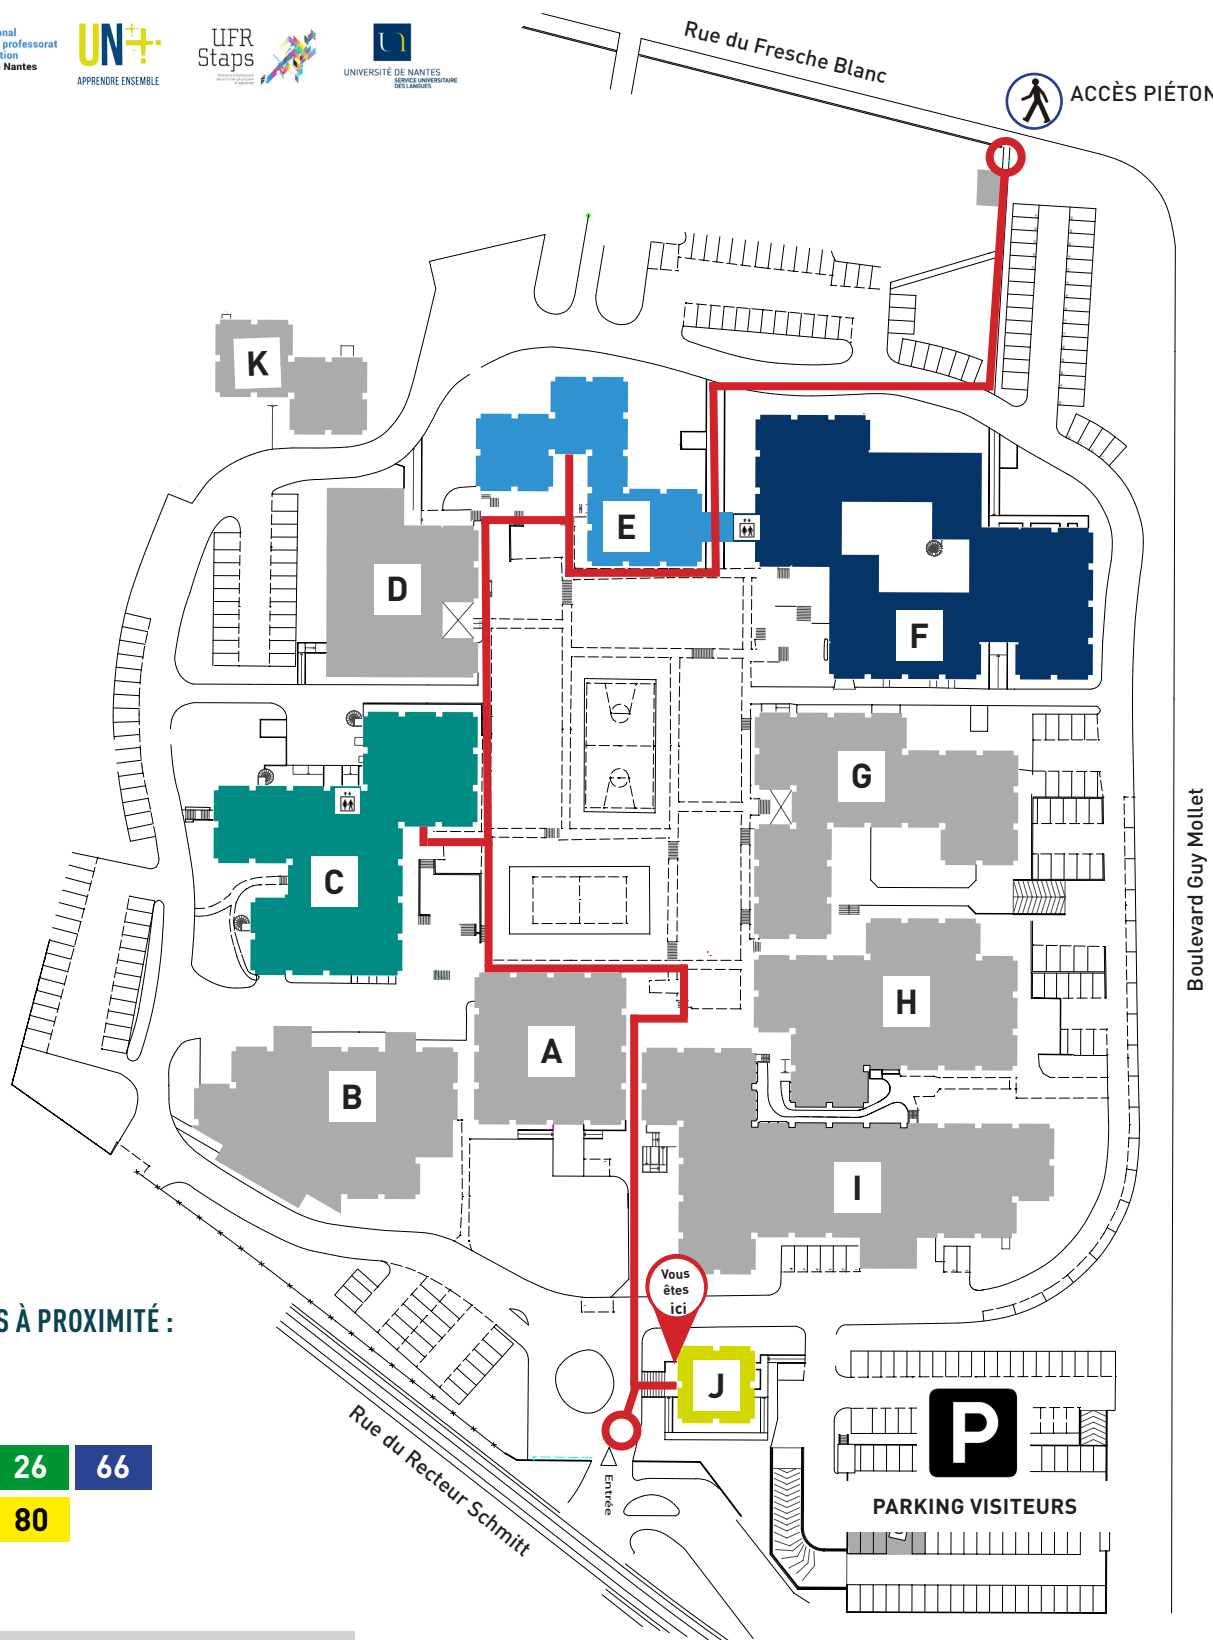 onal
professorat
tion
Nantes
UN+
APPRENDRE ENSEMBLE
UFR
Staps
UNIVERSITÉ DE NANTES
SERVICE UNIVERSITAIRE
DES LANGUES
Rue du Fresche Blanc
ACCÈS PIÉTON
K
E
D
F
G
C
H
A
B
I
Boulevard Guy Mollet
Vous
êtes
ici
S À PROXIMITÉ :
J
P
Rue du Recteur Schmitt
Entrée
26
66
80
PARKING VISITEURS